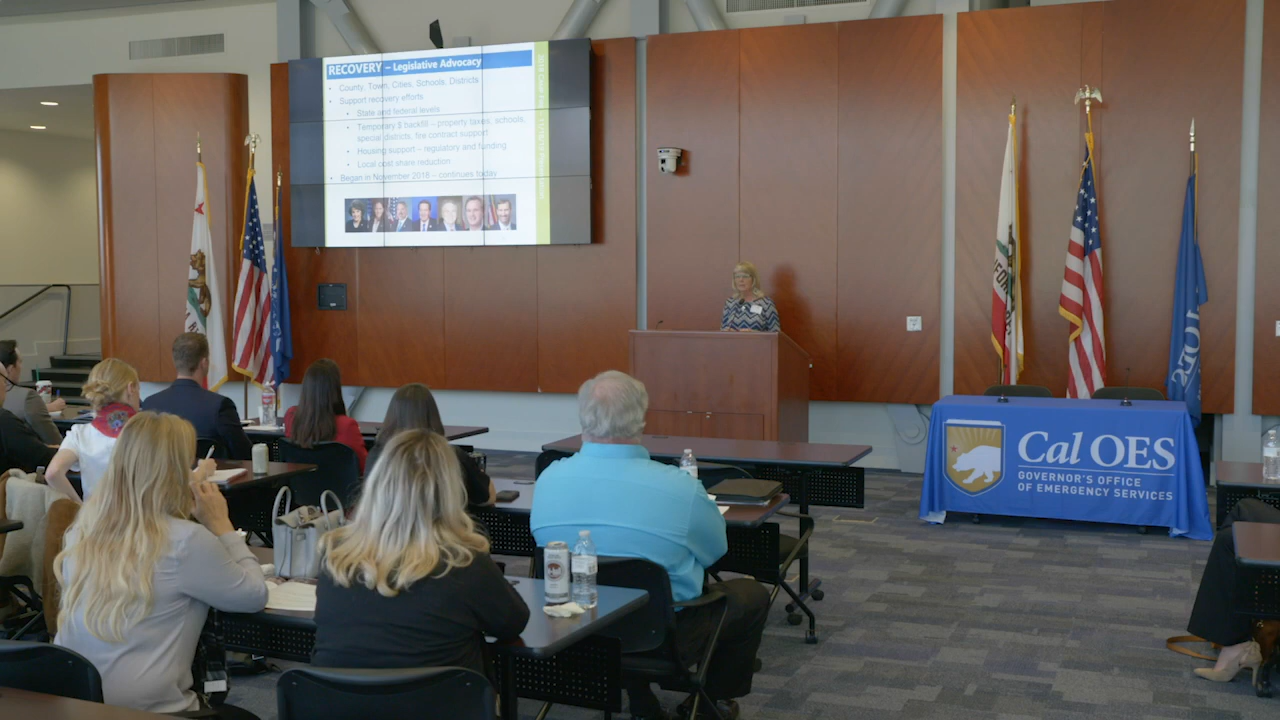 RECOVERY – Legislative Advocacy
• County, Town, Cities, Schools, Districts
• Support recovery efforts
• State and federal levels
• Temporary $ backfill – property taxes, schools,
special districts, fire contract support
• Housing support – regulatory and funding
• Local cost share reduction
• Began in November 2018 – continues today
Cal OES
GOVERNOR'S OFFICE
OF EMERGENCY SERVICES
OES